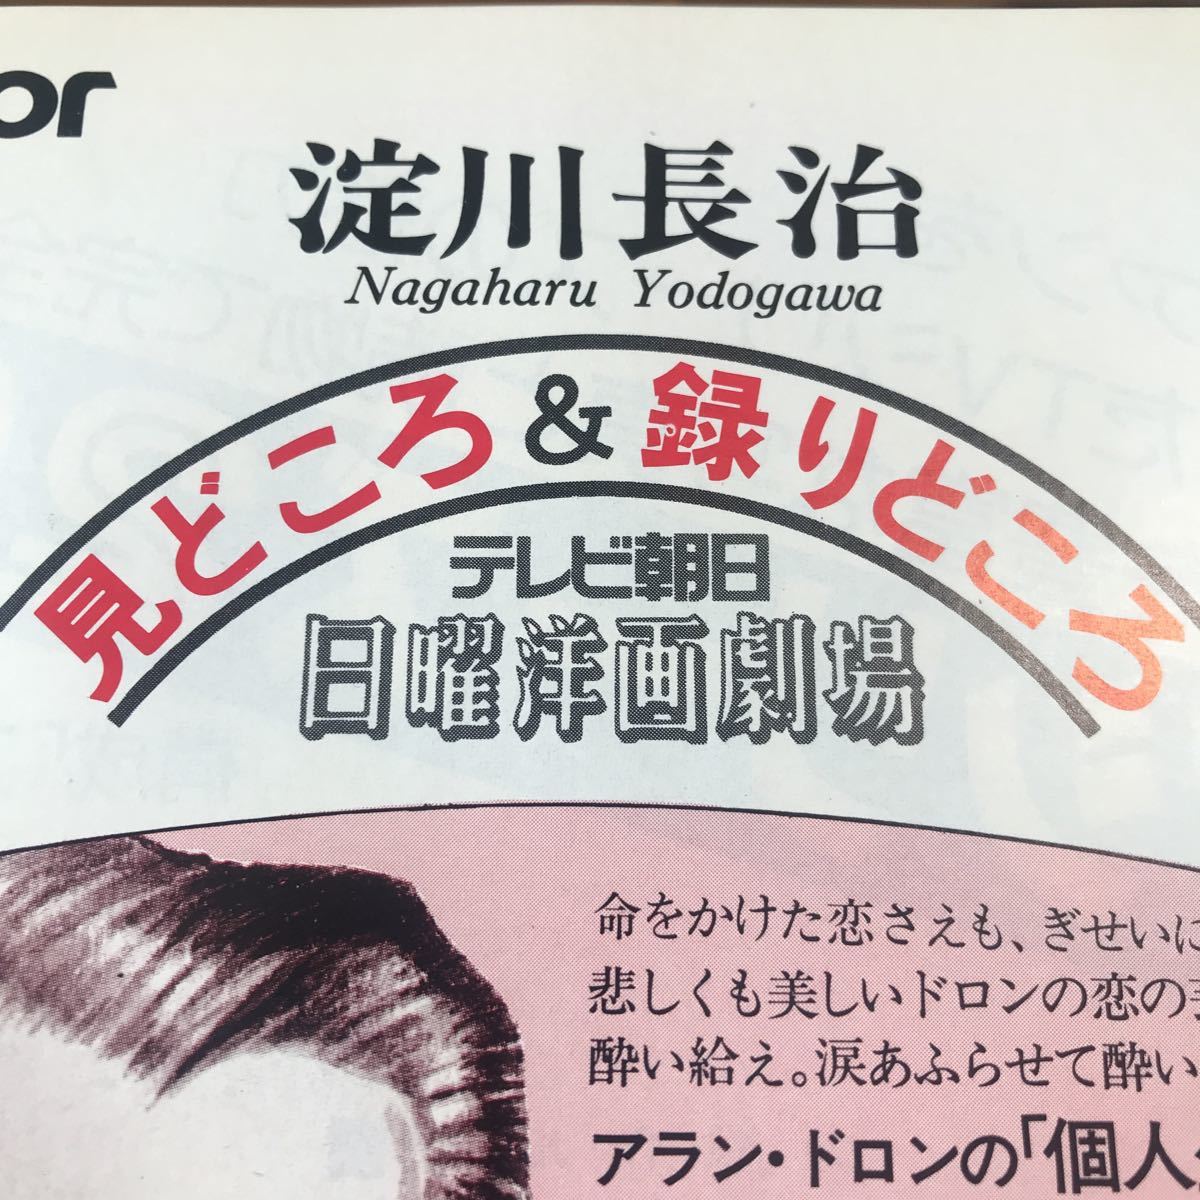 or
淀川長治
Nagaharu Yodogawa
見どころ&録りどころ
テレビ朝日
日曜洋画劇場
命をかけた恋さえも、ぎせいに
悲しくも美しいドロンの恋の
酔い給え。涙あふらせて酔い
アラン・ドロンの「個人